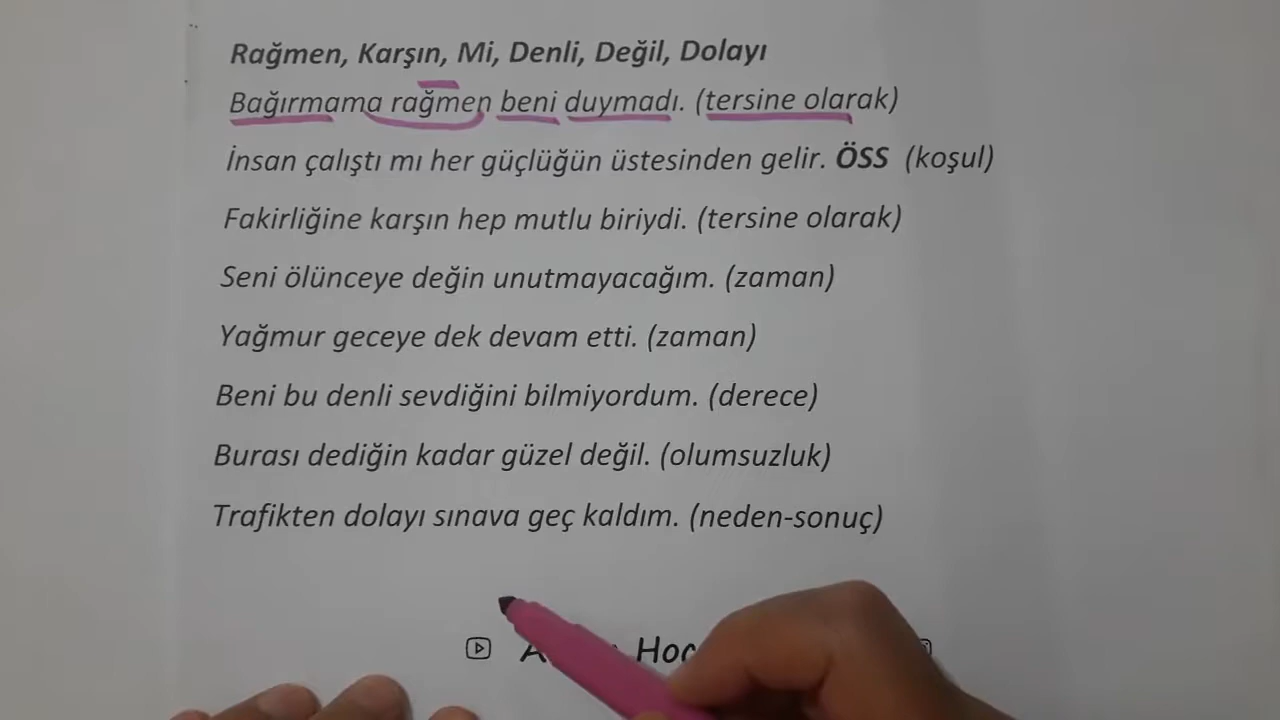 Rağmen, Karşın, Mi, Denli, Değil, Dolayı
Bağırmama rağmen beni duymadı. (tersine olarak)
İnsan çalıştı mı her güçlüğün üstesinden gelir. ÖSS (koşul)
Fakirliğine karşın hep mutlu biriydi. (tersine olarak)
Seni ölünceye değin unutmayacağım. (zaman)
Yağmur geceye dek devam etti. (zaman)
Beni bu denli sevdiğini bilmiyordum. (derece)
Burası dediğin kadar güzel değil. (olumsuzluk)
Trafikten dolayı sınava geç kaldım. (neden-sonuç)